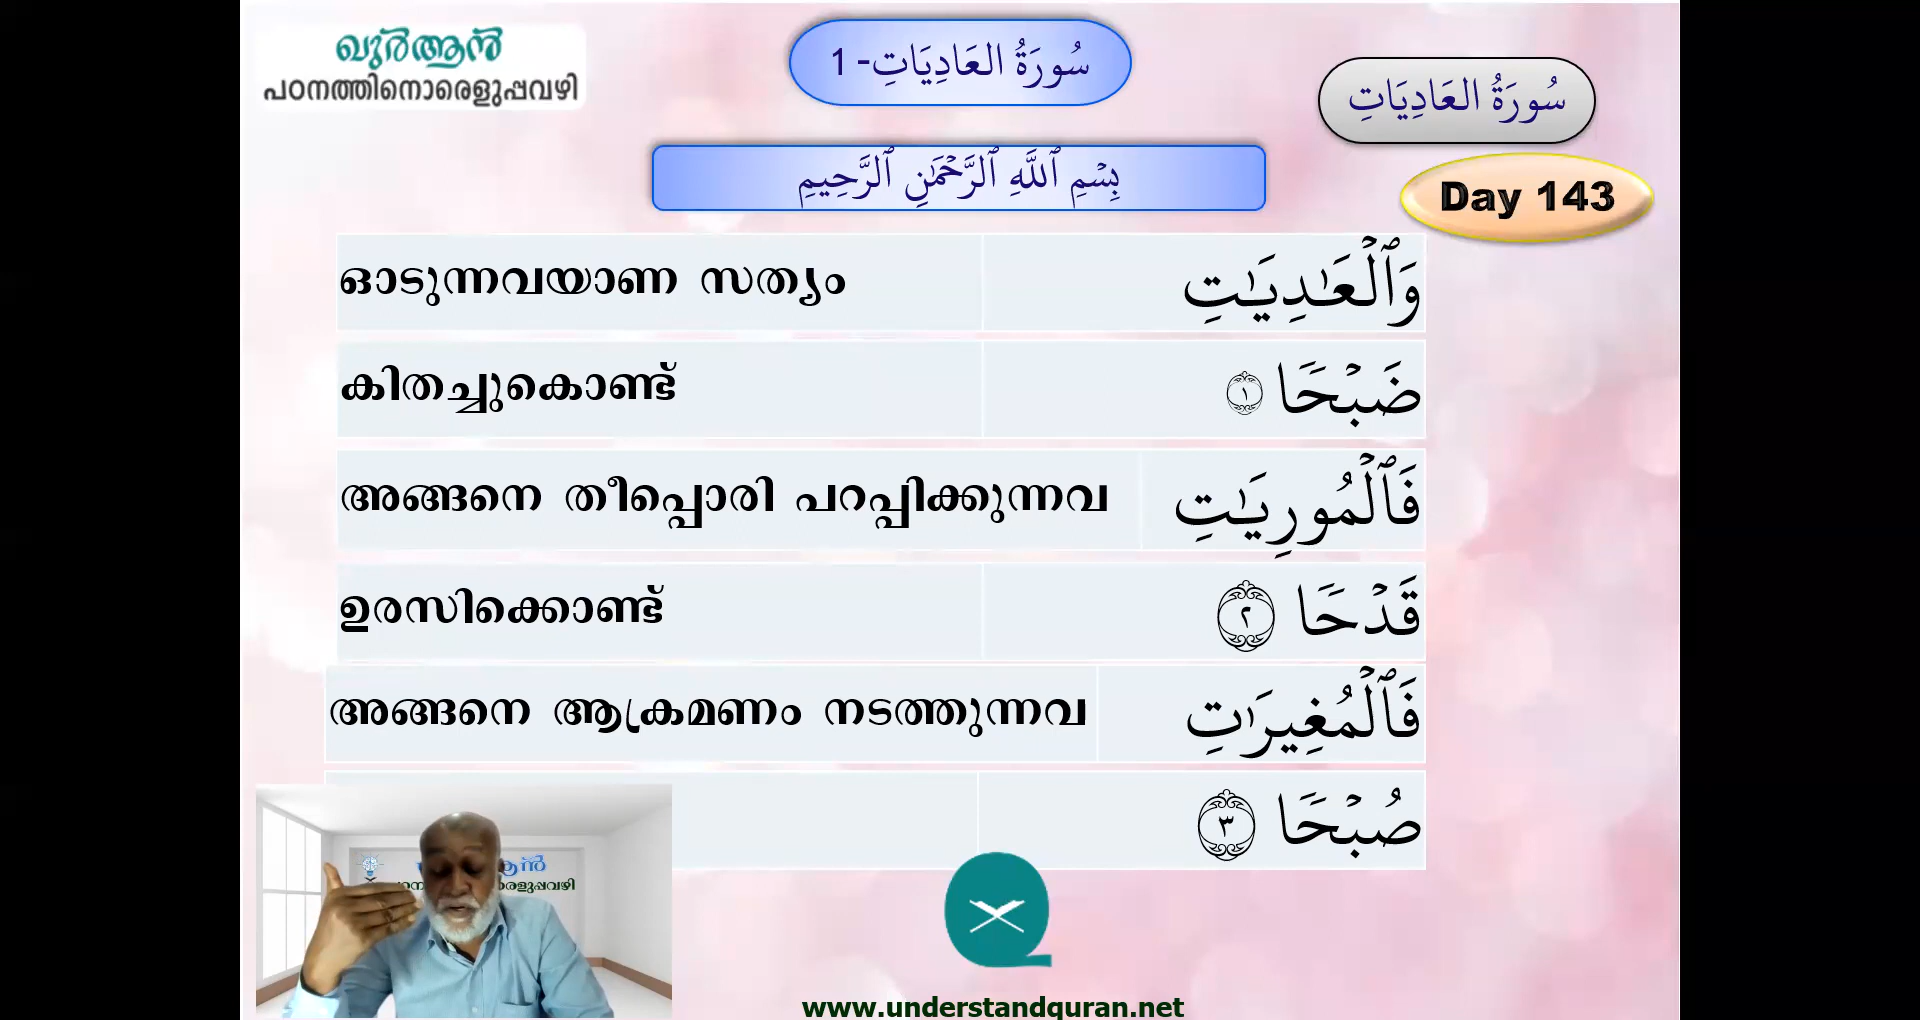 ഖുർആൻ
പഠനത്തിനൊരെളുപ്പവഴി
سُورَةُ العَادِيَاتِ -1
سُورَةُ العَادِيَاتِ
Day 143
بِسْمِ ٱللَّهِ ٱلرَّحْمَٰنِ ٱلرَّحِيمِ
ഓടുന്നവയാണ സത്യം وَٱلْعَٰدِيَٰتِ
കിതച്ചുകൊണ്ട് ضَبْحًا ١
അങ്ങനെ തീപ്പൊരി പറപ്പിക്കുന്നവ فَٱلْمُورِيَٰتِ
ഉരസിക്കൊണ്ട് قَدْحًا ٢
അങ്ങനെ ആക്രമണം നടത്തുന്നവ فَٱلْمُغِيرَٰتِ
صُبْحًا ٣
www.understandquran.net